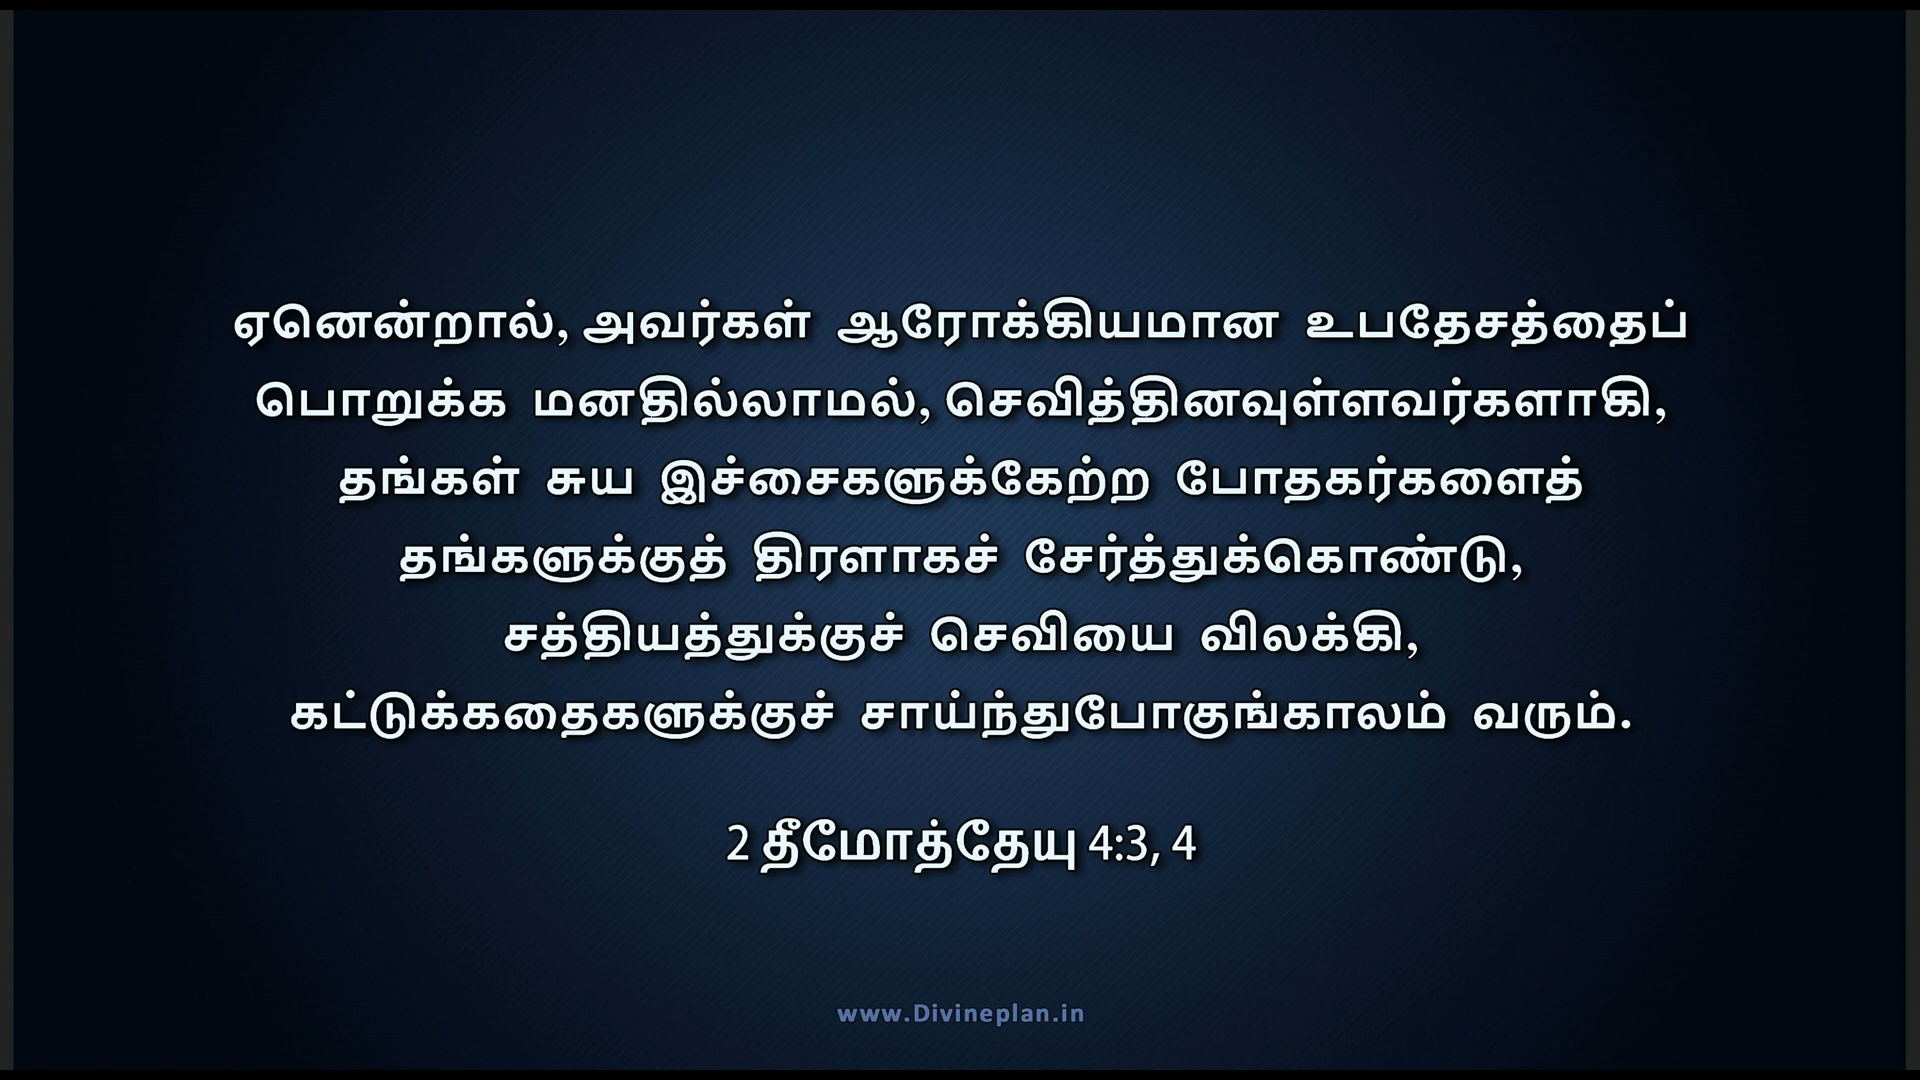 ஏனென்றால், அவர்கள் ஆரோக்கியமான உபதேசத்தைப்
பொறுக்க மனதில்லாமல், செவித்தினவுள்ளவர்களாகி,
தங்கள் சுய இச்சைகளுக்கேற்ற போதகர்களைத்
தங்களுக்குத் திரளாகச் சேர்த்துக்கொண்டு,
சத்தியத்துக்குச் செவியை விலக்கி,
கட்டுக்கதைகளுக்குச் சாய்ந்துபோகுங்காலம் வரும்.
2 தீமோத்தேயு 4:3, 4
www.Divineplan.in